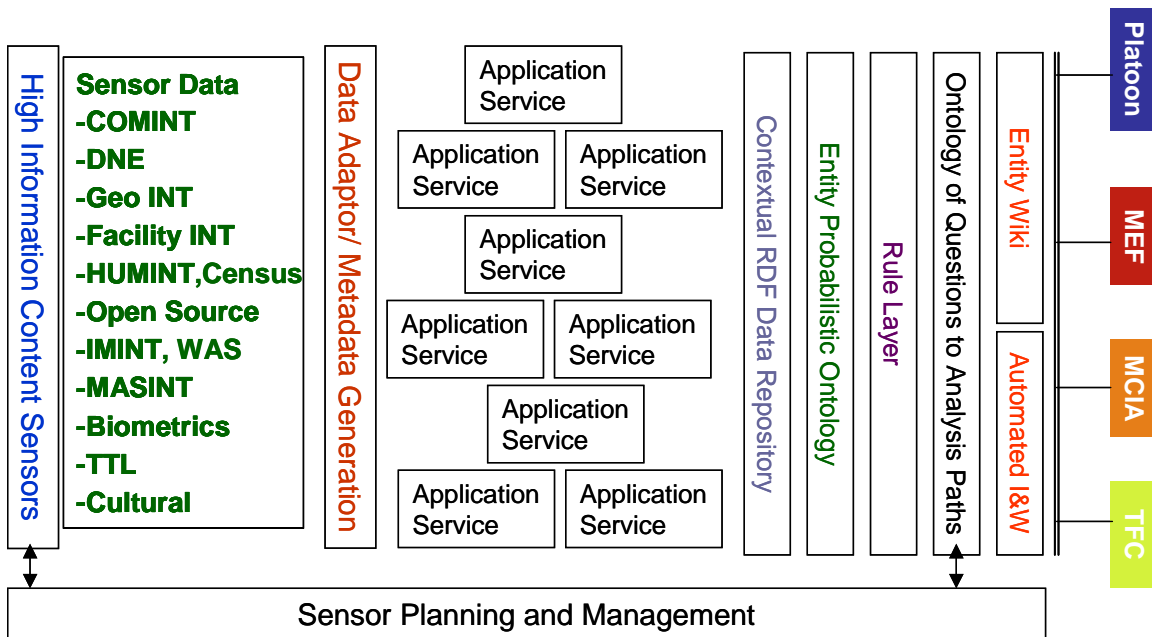 High Information Content Sensors
Sensor Data
-COMINT
-DNE
-Geo INT
-Facility INT
-HUMINT,Census
-Open Source
-IMINT, WAS
-MASINT
-Biometrics
-TTL
-Cultural
Data Adaptor/ Metadata Generation
Application
Service
Application
Service
Application
Service
Application
Service
Application
Service
Application
Service
Application
Service
Application
Service
Application
Service
Contextual RDF Data Repository
Entity Probabilistic Ontology
Rule Layer
Ontology of Questions to Analysis Paths
Entity Wiki
Automated I&W
Platoon
MEF
MCIA
TFC
Sensor Planning and Management